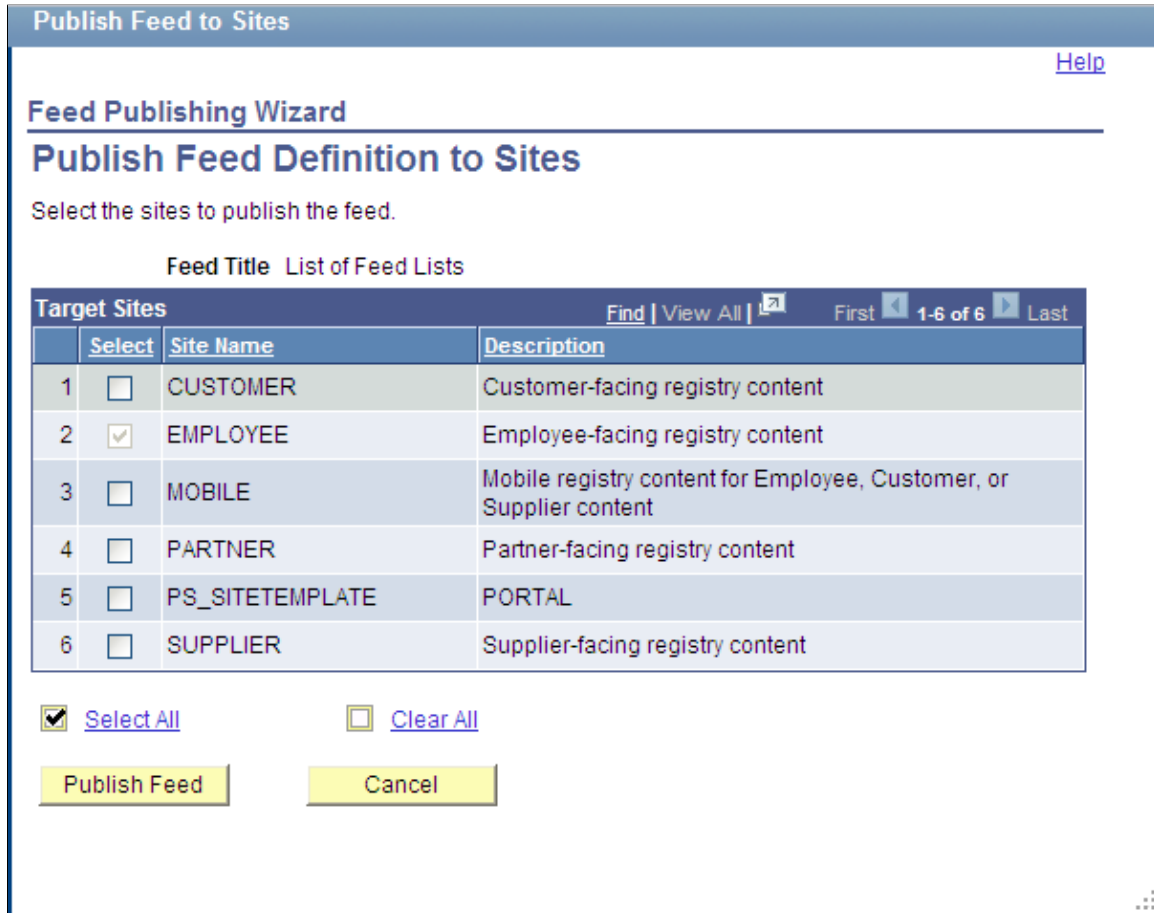 Publish Feed to Sites
Help
Feed Publishing Wizard
Publish Feed Definition to Sites
Select the sites to publish the feed.
Feed Title List of Feed Lists
Target Sites Find | View All | First 1-6 of 6 Last
Select Site Name Description
1 CUSTOMER Customer-facing registry content
2 EMPLOYEE Employee-facing registry content
3 MOBILE Mobile registry content for Employee, Customer, or
Supplier content
4 PARTNER Partner-facing registry content
5 PS_SITETEMPLATE PORTAL
6 SUPPLIER Supplier-facing registry content
Select All Clear All
Publish Feed Cancel